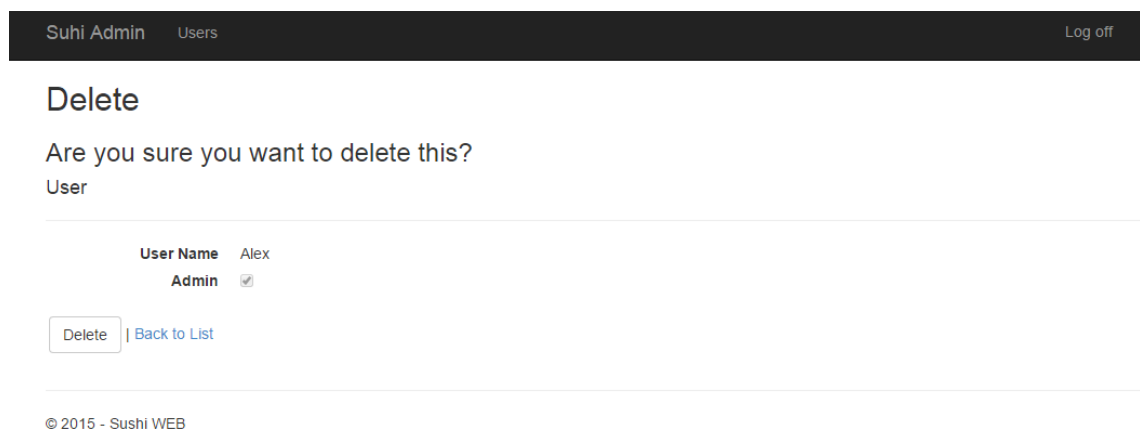 Suhi Admin Users Log off
Delete
Are you sure you want to delete this?
User
User Name Alex
Admin
Delete | Back to List
© 2015 - Sushi WEB